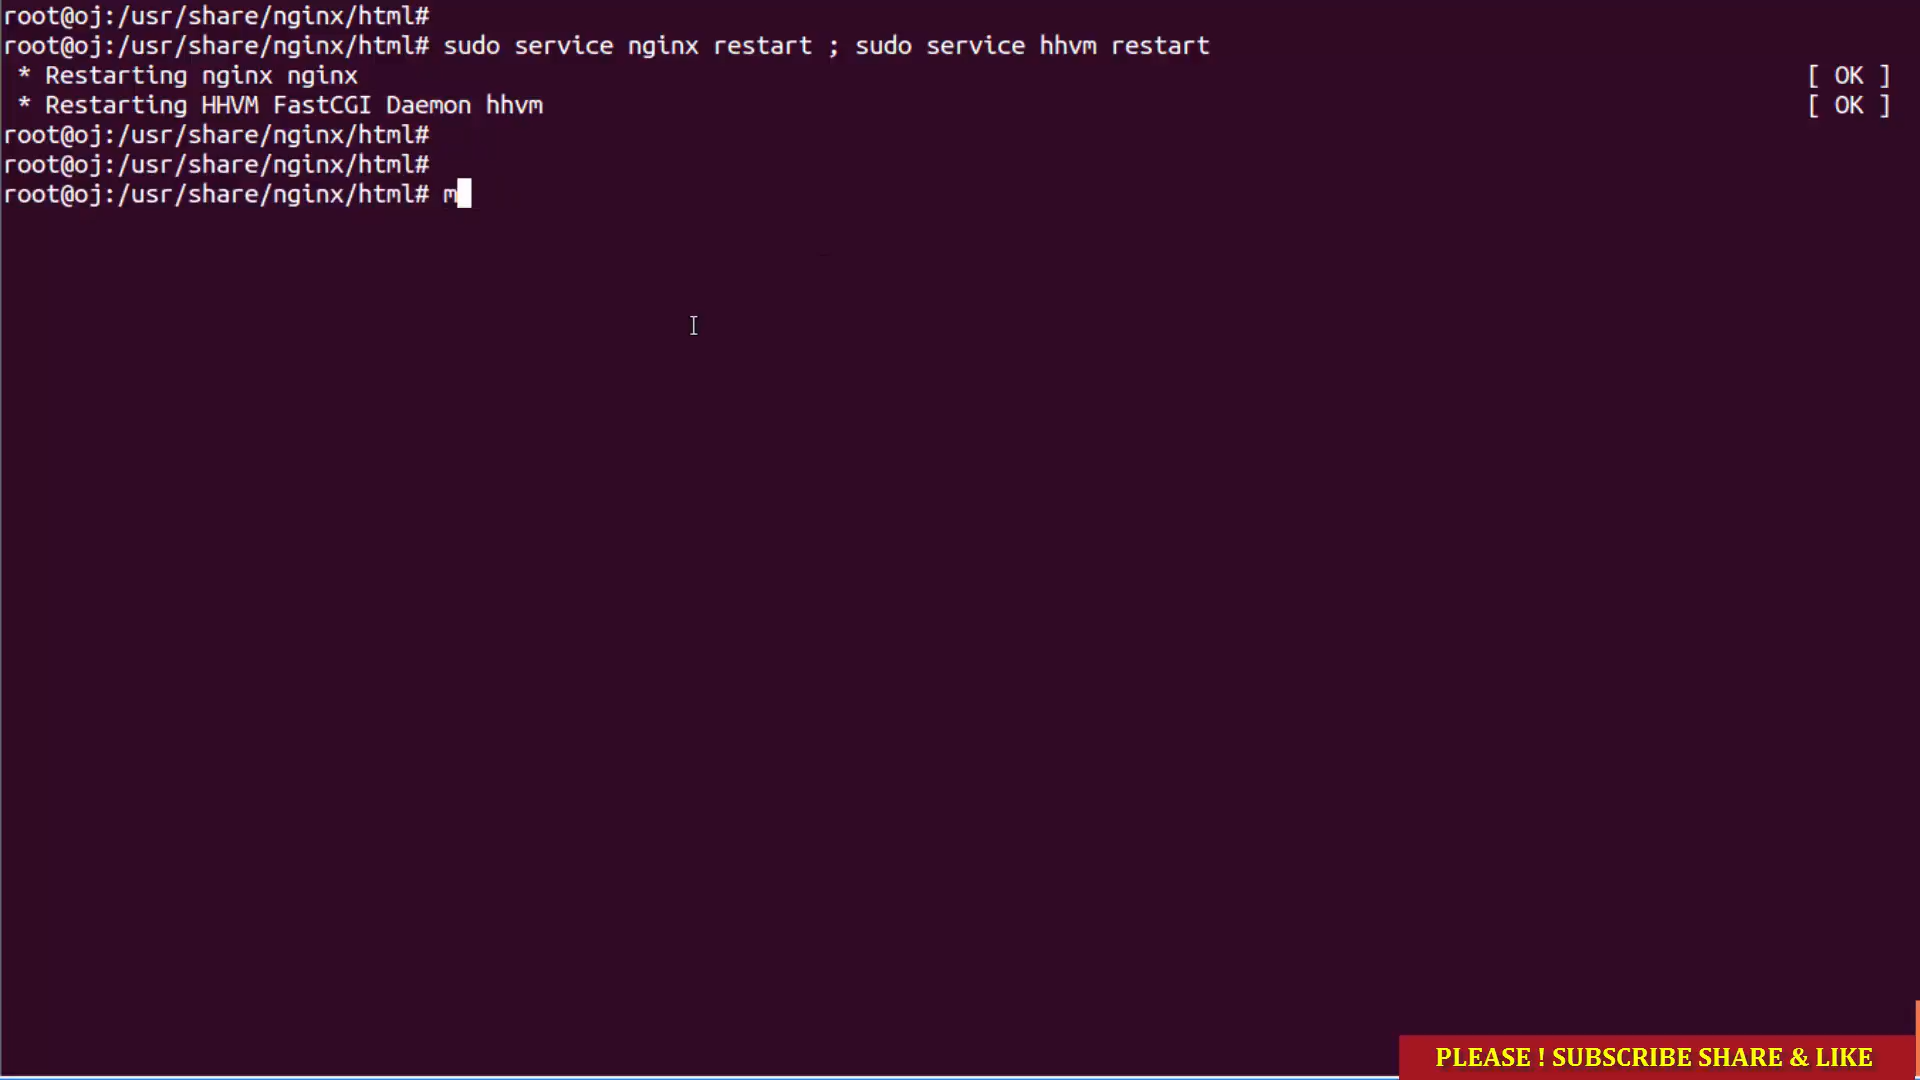 root@oj:/usr/share/nginx/html#
root@oj:/usr/share/nginx/html# sudo service nginx restart ; sudo service hhvm restart
 * Restarting nginx nginx [ OK ]
 * Restarting HHVM FastCGI Daemon hhvm [ OK ]
root@oj:/usr/share/nginx/html#
root@oj:/usr/share/nginx/html#
root@oj:/usr/share/nginx/html# m
PLEASE ! SUBSCRIBE SHARE & LIKE